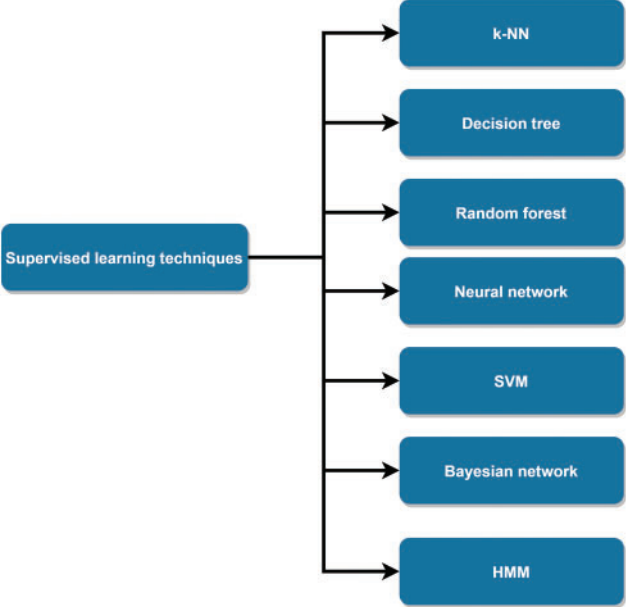 k-NN
Decision tree
Random forest
Supervised learning techniques
Neural network
SVM
Bayesian network
HMM